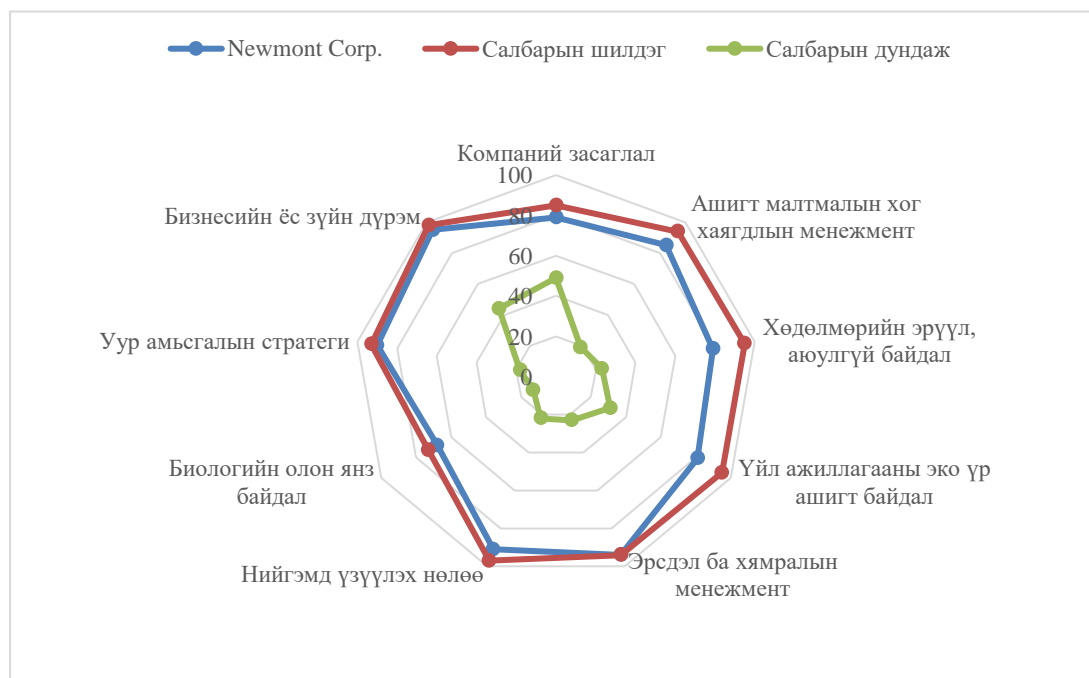 Newmont Corp. Салбарын шилдэг Салбарын дундаж
Компаний засаглал
100
80
60
40
20
0
Ашигт малтмалын хог
хаягдлын менежмент
Хөдөлмөрийн эрүүл,
аюулгүй байдал
Үйл ажиллагааны эко үр
ашигт байдал
Эрсдэл ба хямралын
менежмент
Нийгэмд үзүүлэх нөлөө
Биологийн олон янз
байдал
Уур амьсгалын стратеги
Бизнесийн ёс зүйн дүрэм